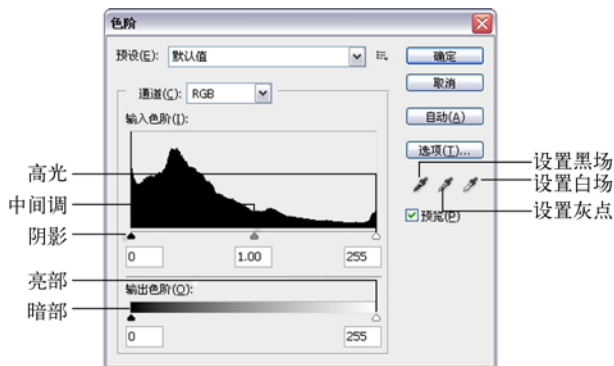 色阶
预设(E): 默认值
确定
取消
通道(C): RGB
自动(A)
输入色阶(I):
选项(T)...
设置黑场
设置白场
设置灰点
预览(P)
高光
中间调
阴影
0 1.00 255
亮部
输出色阶(O):
暗部
0 255